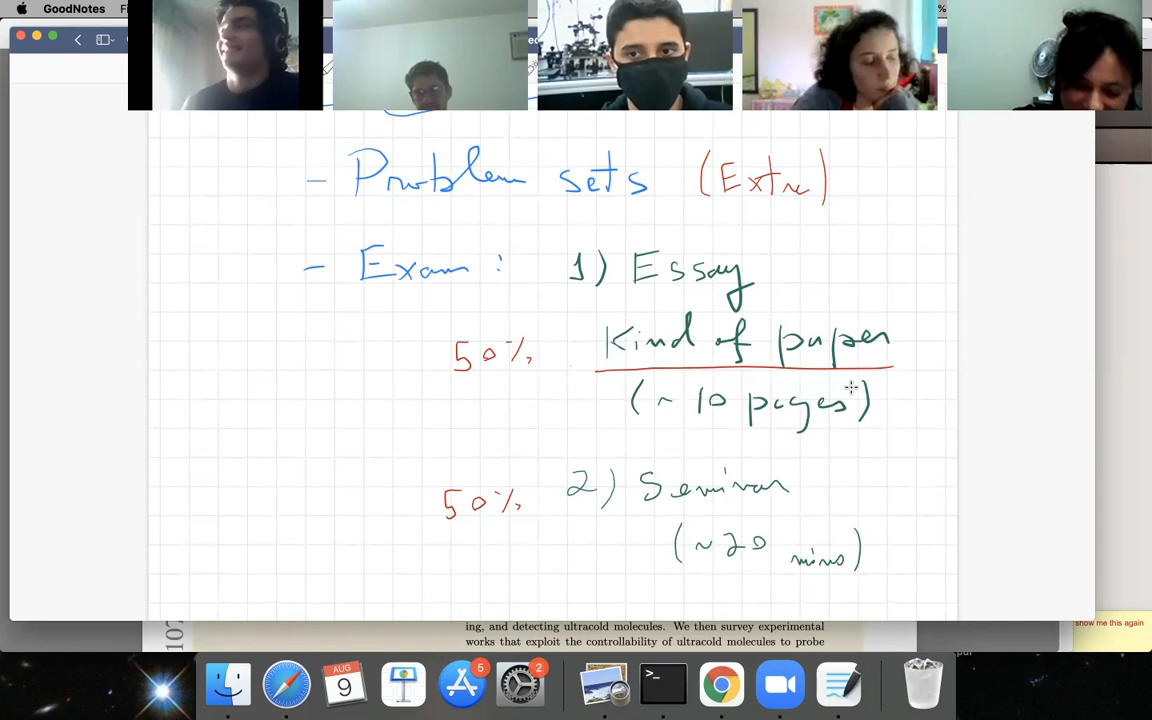 GoodNotes
- Problem sets (Extra)
- Exam : 1) Essay
50% Kind of paper
(~ 10 pages)
50% 2) Seminar
(~20 mins)
107
ing, and detecting ultracold molecules. We then survey experimental
works that exploit the controllability of ultracold molecules to probe
show me this again
AUG
9
5
2